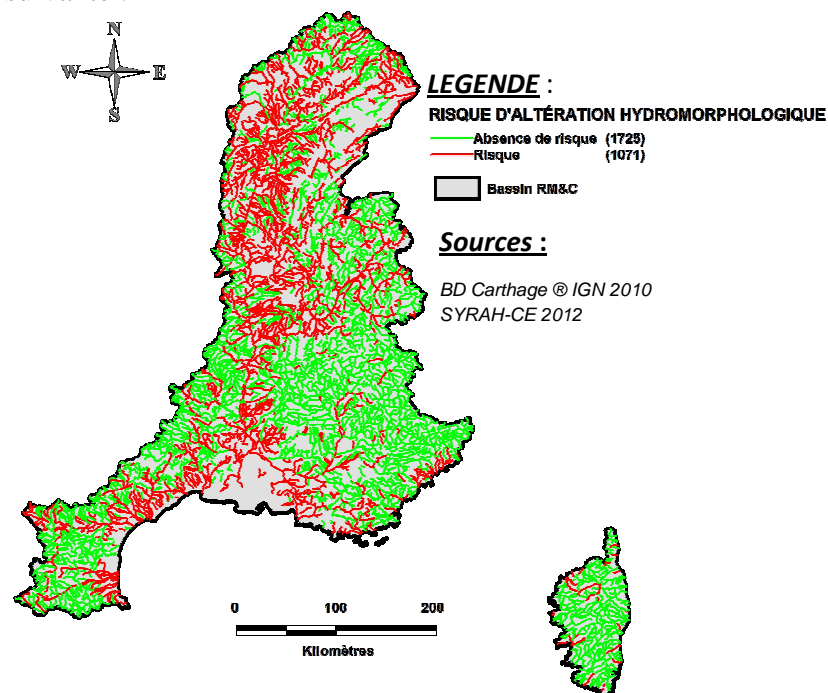 N
W E
S
LEGENDE :
RISQUE D'ALTÉRATION HYDROMORPHOLOGIQUE
Absence de risque (1725)
Risque (1071)
Bassin RM&C
Sources :
BD Carthage ® IGN 2010
SYRAH-CE 2012
0 100 200
Kilomètres